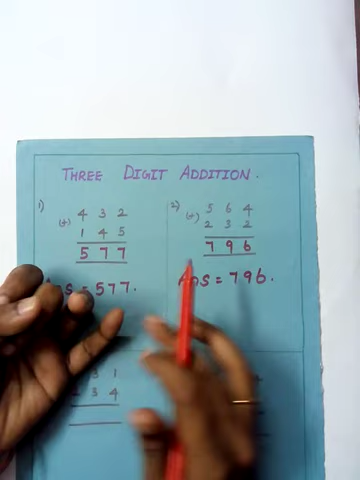 THREE DIGIT ADDITION.
1)
4 3 2
(+)
1 4 5
5 7 7
= 577.
2)
5 6 4
(+)
2 3 2
7 9 6
Ans = 796.
3 1
3 4